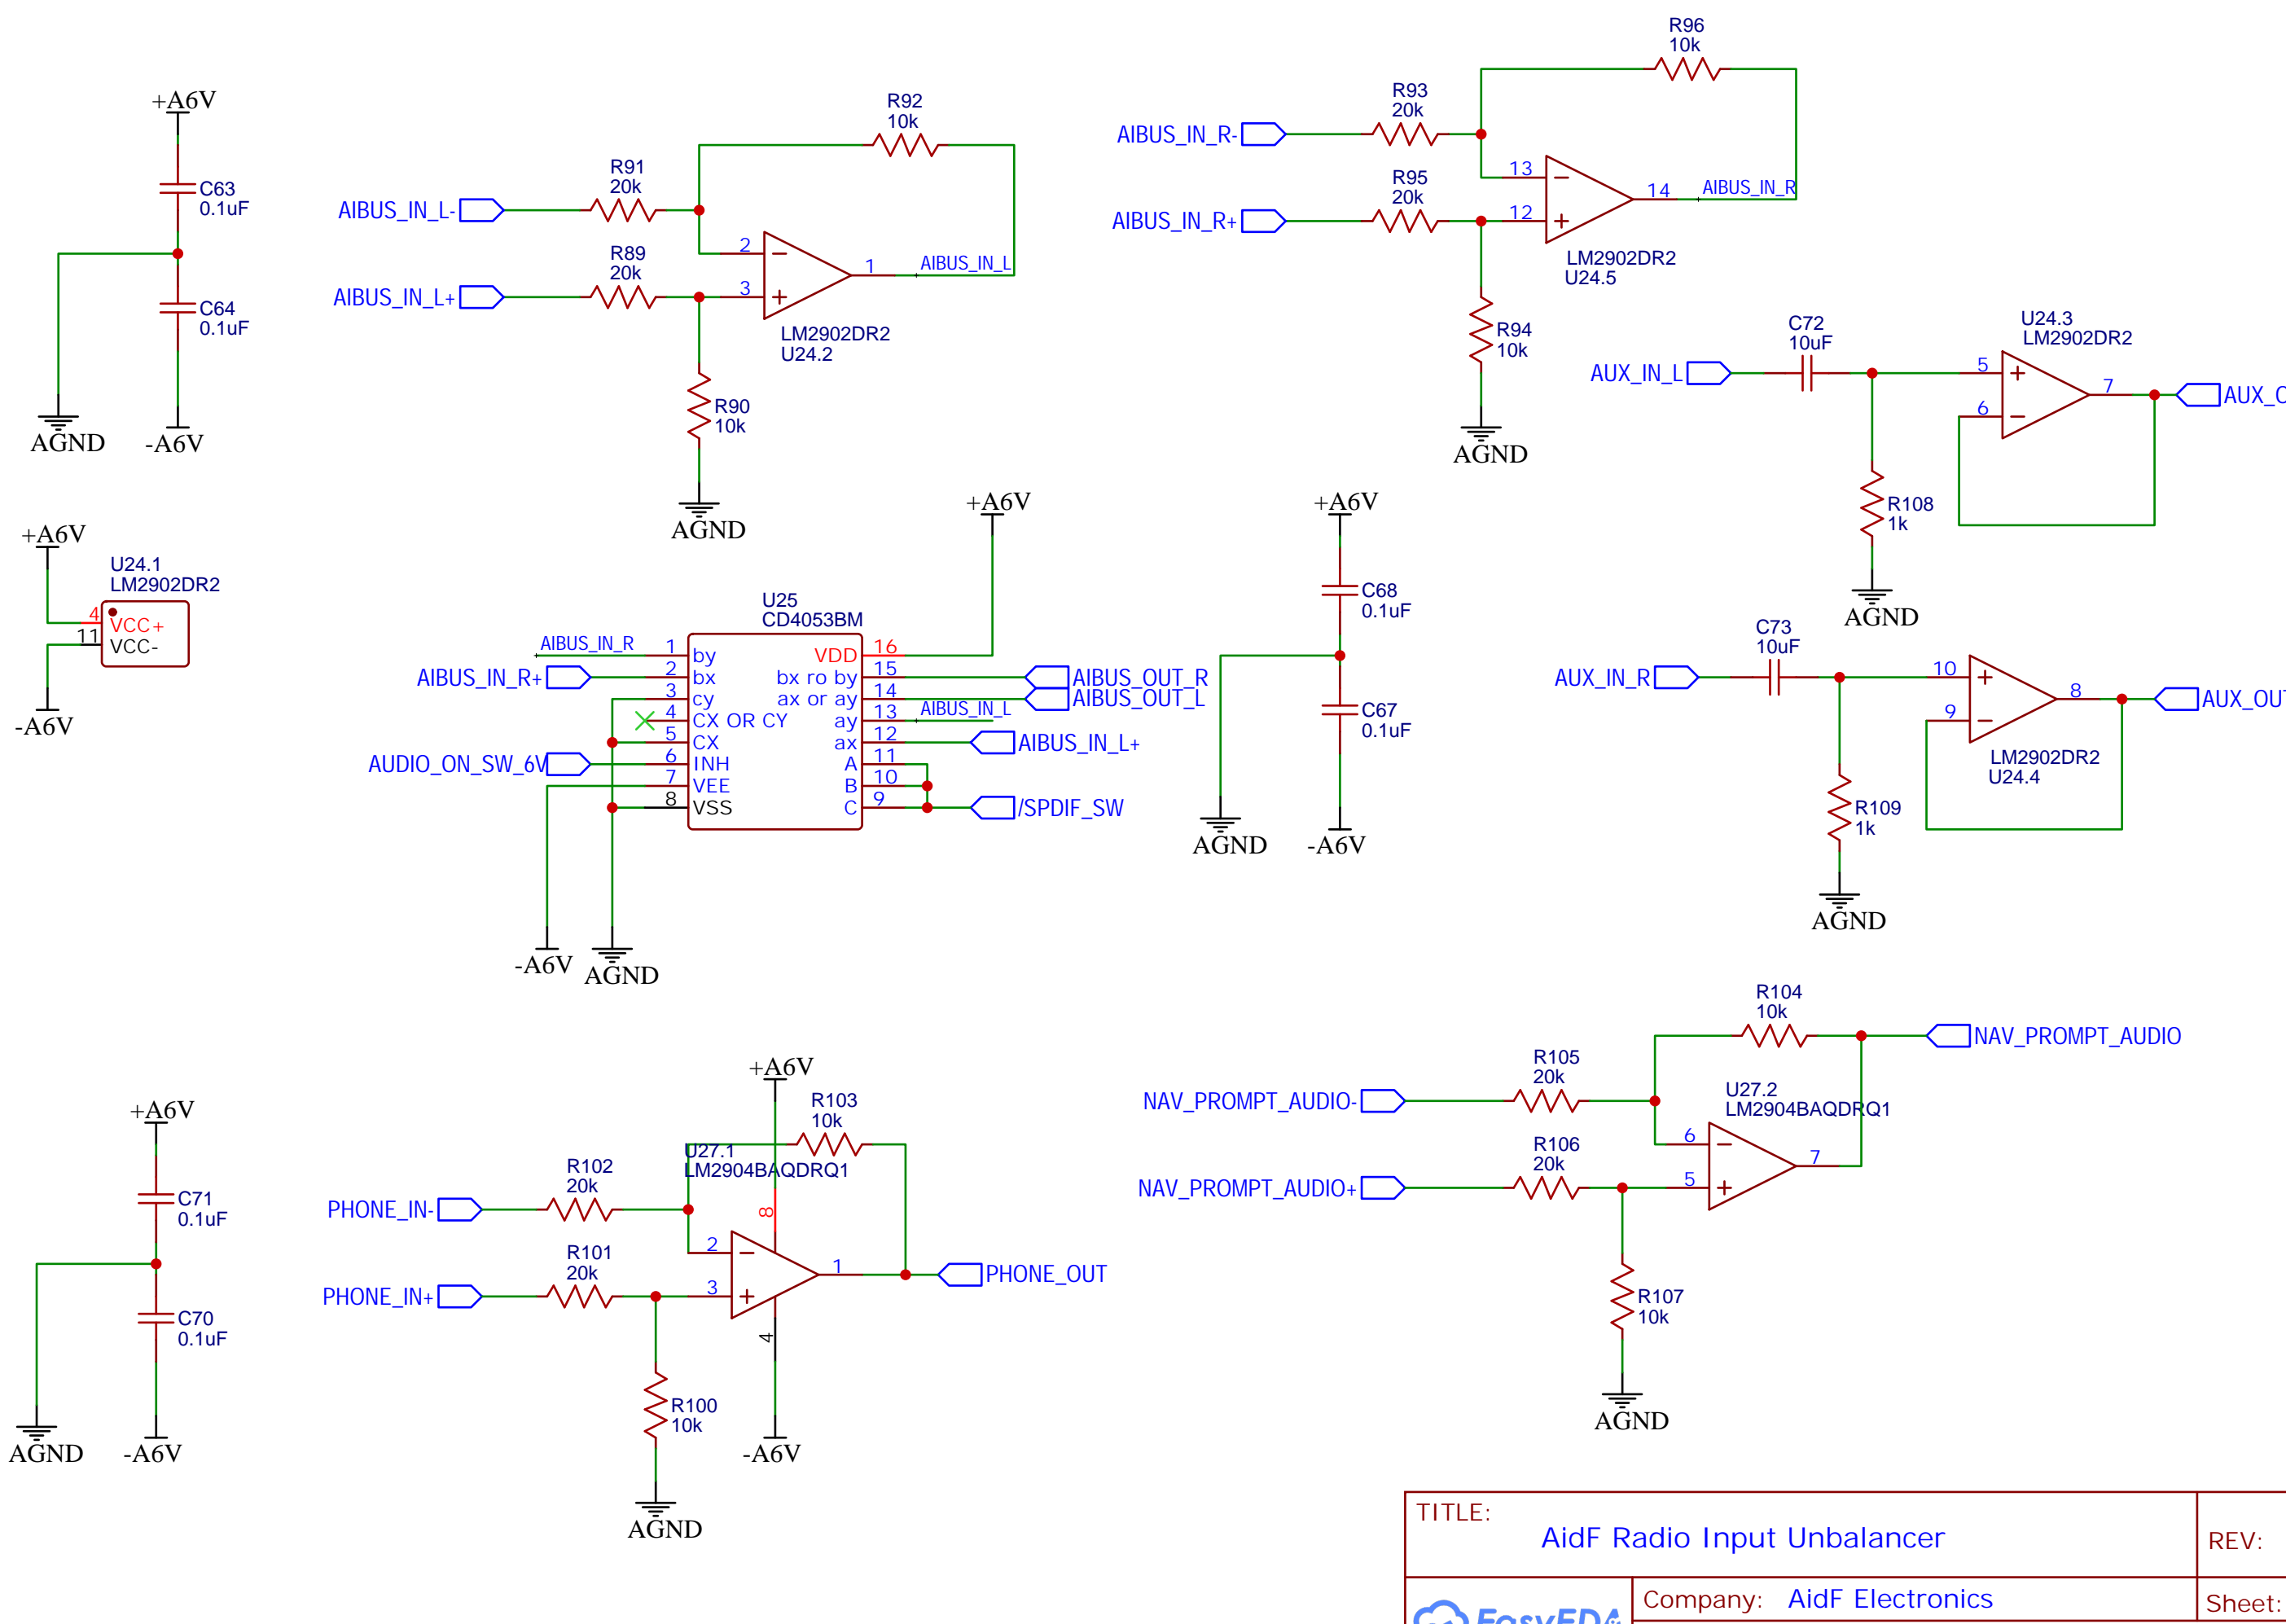 +A6V
C63
0.1uF
C64
0.1uF
AGND
-A6V
R92
10k
R91
20k
AIBUS_IN_L-
R89
20k
AIBUS_IN_L+
2
3
1
AIBUS_IN_L
LM2902DR2
U24.2
R90
10k
AGND
R96
10k
R93
20k
AIBUS_IN_R-
R95
20k
AIBUS_IN_R+
13
12
14
AIBUS_IN_R
LM2902DR2
U24.5
R94
10k
AGND
C72
10uF
AUX_IN_L
U24.3
LM2902DR2
5
6
7
R108
1k
AGND
+A6V
U24.1
LM2902DR2
4
VCC+
11
VCC-
-A6V
+A6V
U25
CD4053BM
AIBUS_IN_R
1 by
AIBUS_IN_R+
2 bx
3 cy
4 CX OR CY
5 CX
AUDIO_ON_SW_6V
6 INH
7 VEE
8 VSS
VDD 16
bx ro by 15
AIBUS_OUT_R
ax or ay 14
AIBUS_OUT_L
ay 13
AIBUS_IN_L
ax 12
AIBUS_IN_L+
A 11
B 10
C 9
/SPDIF_SW
-A6V
AGND
+A6V
C68
0.1uF
C67
0.1uF
AGND
-A6V
C73
10uF
AUX_IN_R
10
9
8
LM2902DR2
U24.4
R109
1k
AGND
+A6V
C71
0.1uF
C70
0.1uF
AGND
-A6V
+A6V
R103
10k
U27.1
LM2904BAQDRQ1
R102
20k
PHONE_IN-
R101
20k
PHONE_IN+
8
2
3
1
4
PHONE_OUT
R100
10k
-A6V
AGND
R104
10k
NAV_PROMPT_AUDIO
R105
20k
NAV_PROMPT_AUDIO-
U27.2
LM2904BAQDRQ1
R106
20k
NAV_PROMPT_AUDIO+
6
5
7
R107
10k
AGND
TITLE:
AidF Radio Input Unbalancer
REV:
Company: AidF Electronics
Sheet:
EasyEDA